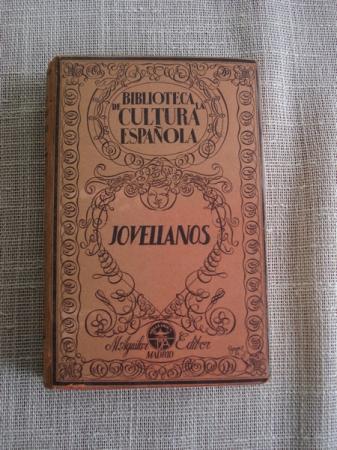 BIBLIOTECA
DE LA
CULTURA
ESPAÑOLA
JOVELLANOS
M. Aguilar Editor
MADRID